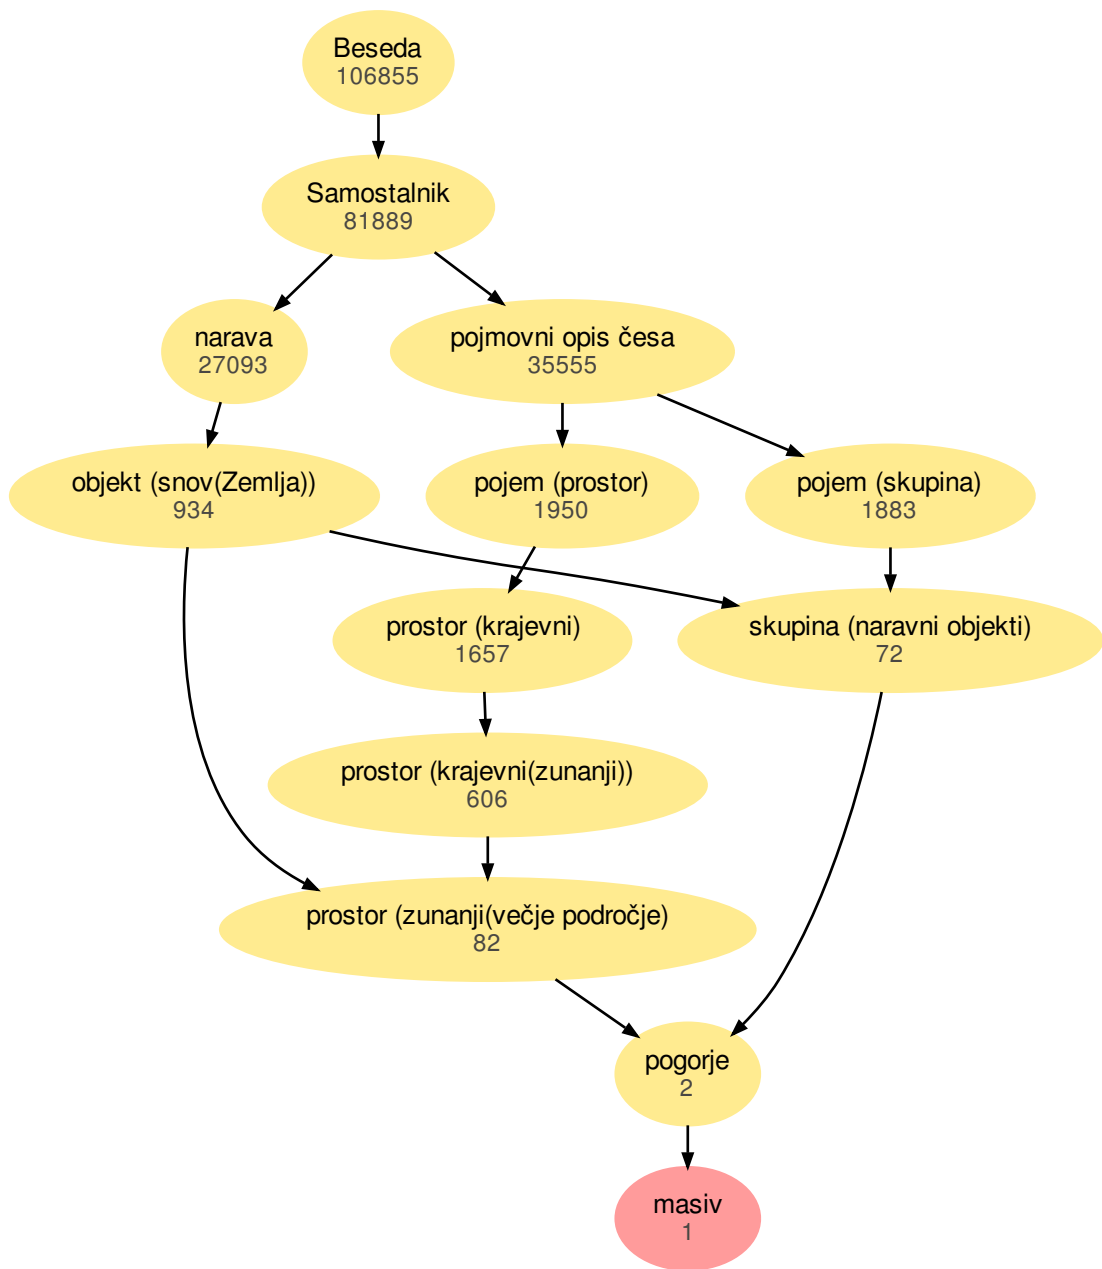 Beseda
106855
Samostalnik
81889
narava
27093
pojmovni opis česa
35555
objekt (snov(Zemlja))
934
pojem (prostor)
1950
pojem (skupina)
1883
prostor (krajevni)
1657
skupina (naravni objekti)
72
prostor (krajevni(zunanji))
606
prostor (zunanji(večje področje)
82
pogorje
2
masiv
1